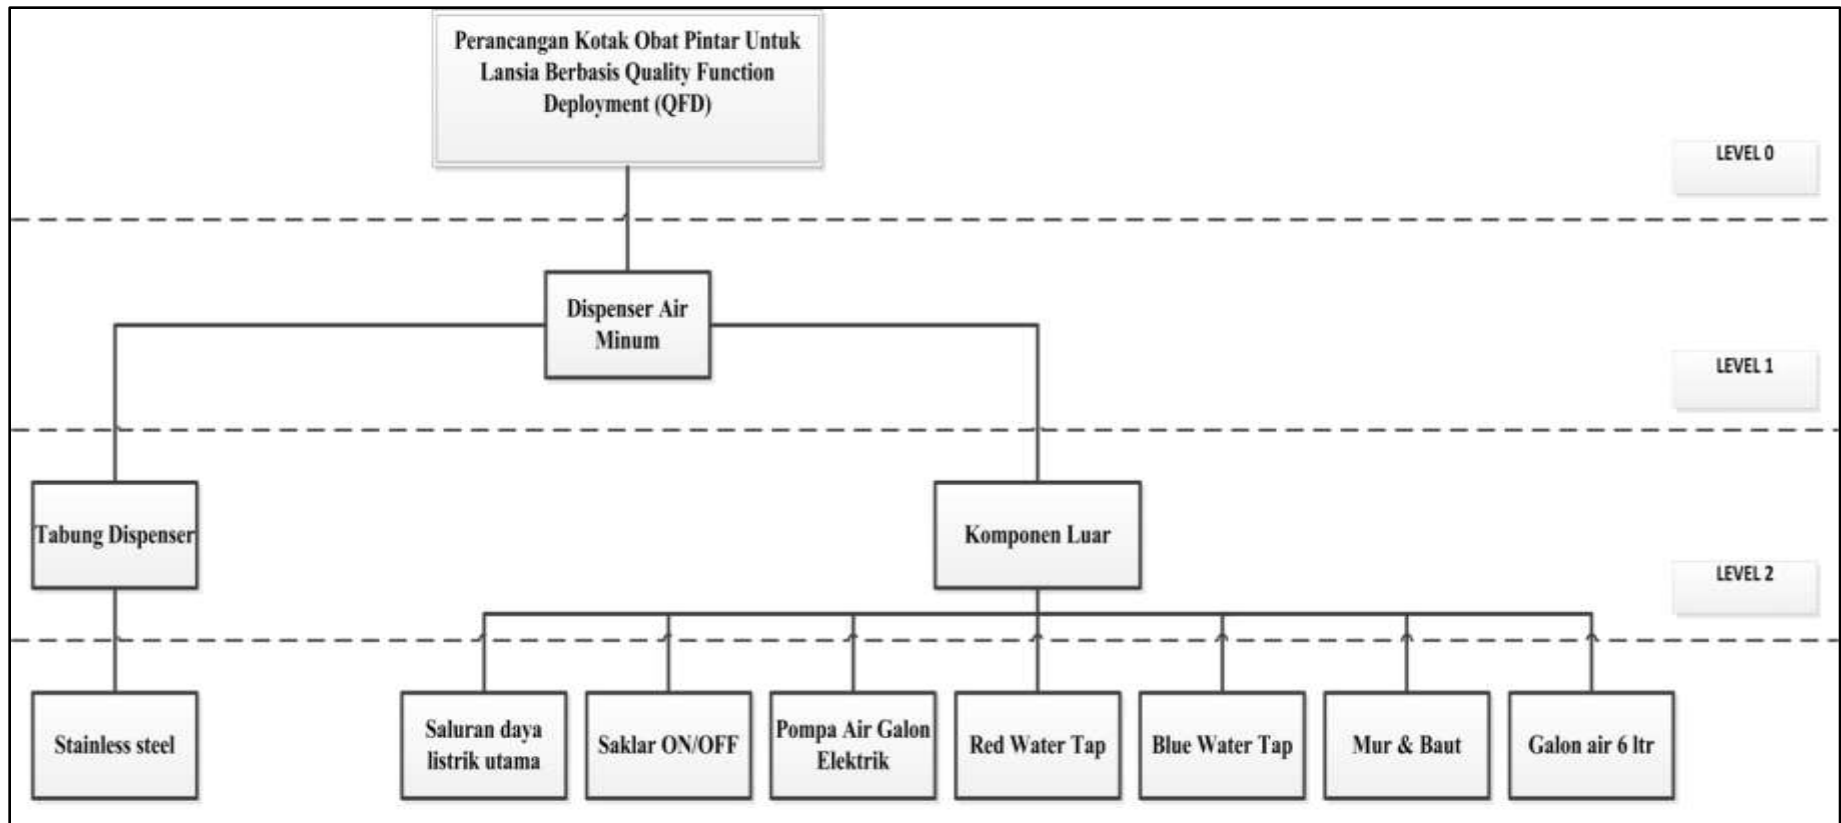 Perancangan Kotak Obat Pintar Untuk
Lansia Berbasis Quality Function
Deployment (QFD)
LEVEL 0
Dispenser Air
Minum
LEVEL 1
Tabung Dispenser
Komponen Luar
LEVEL 2
Stainless steel
Saluran daya
listrik utama
Saklar ON/OFF
Pompa Air Galon
Elektrik
Red Water Tap
Blue Water Tap
Mur & Baut
Galon air 6 ltr